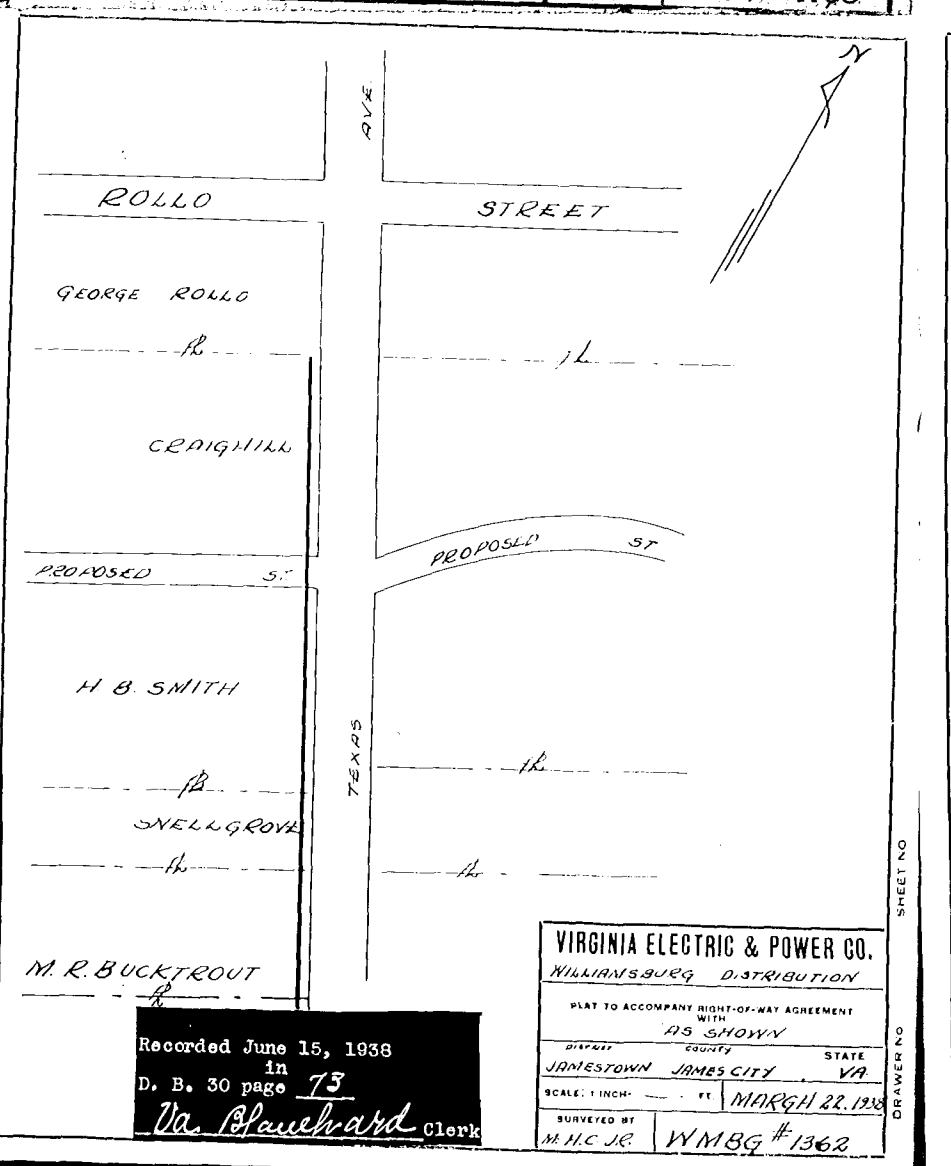 N
AVE.
ROLLO STREET
GEORGE ROLLO
PL
PL
CRAIGHILL
PROPOSED ST
PROPOSED ST.
H B. SMITH
TEXAS
PL
PL
SNELLGROVE
PL
PL
M. R. BUCKTROUT
PL
SHEET NO
DRAWER NO
VIRGINIA ELECTRIC & POWER CO.
WILLIAMSBURG DISTRIBUTION
PLAT TO ACCOMPANY RIGHT-OF-WAY AGREEMENT
WITH
AS SHOWN
DISTRICT COUNTY STATE
JAMESTOWN JAMES CITY VA
SCALE: 1 INCH- — FT. MARCH 22, 1938
SURVEYED BY
M. H. C. JR. WMBG #1362
Recorded June 15, 1938
in
D. B. 30 page 73
Va. Blanchard Clerk